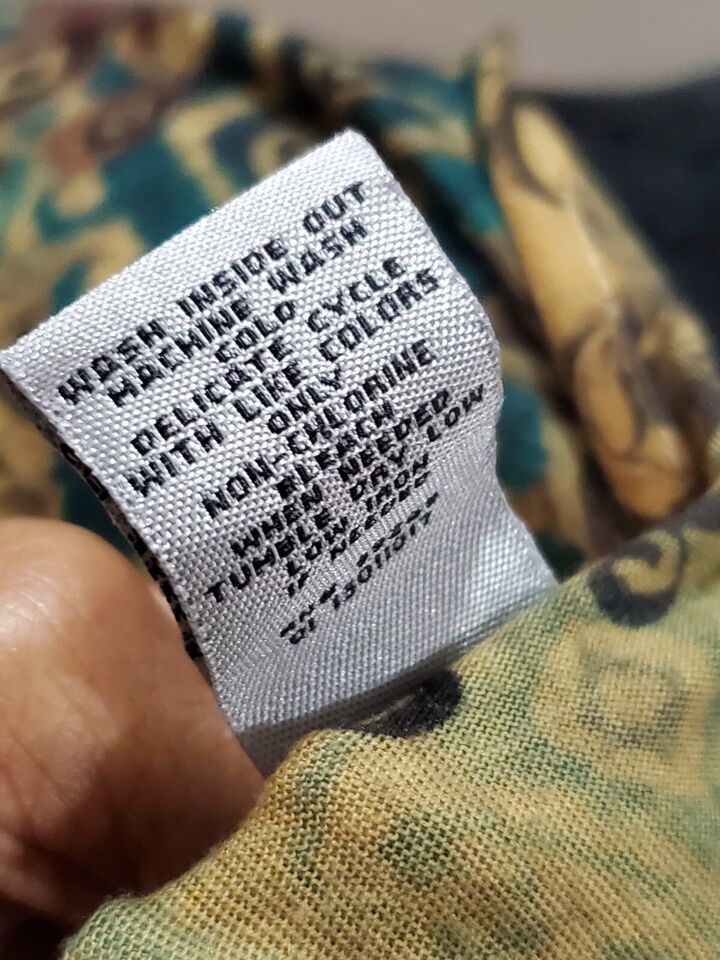 WASH INSIDE OUT
MACHINE WASH
COLD
DELICATE CYCLE
WITH LIKE COLORS
ONLY
NON-CHLORINE
BLEACH
WHEN NEEDED
TUMBLE DRY LOW
LOW IRON
IF NEEDED